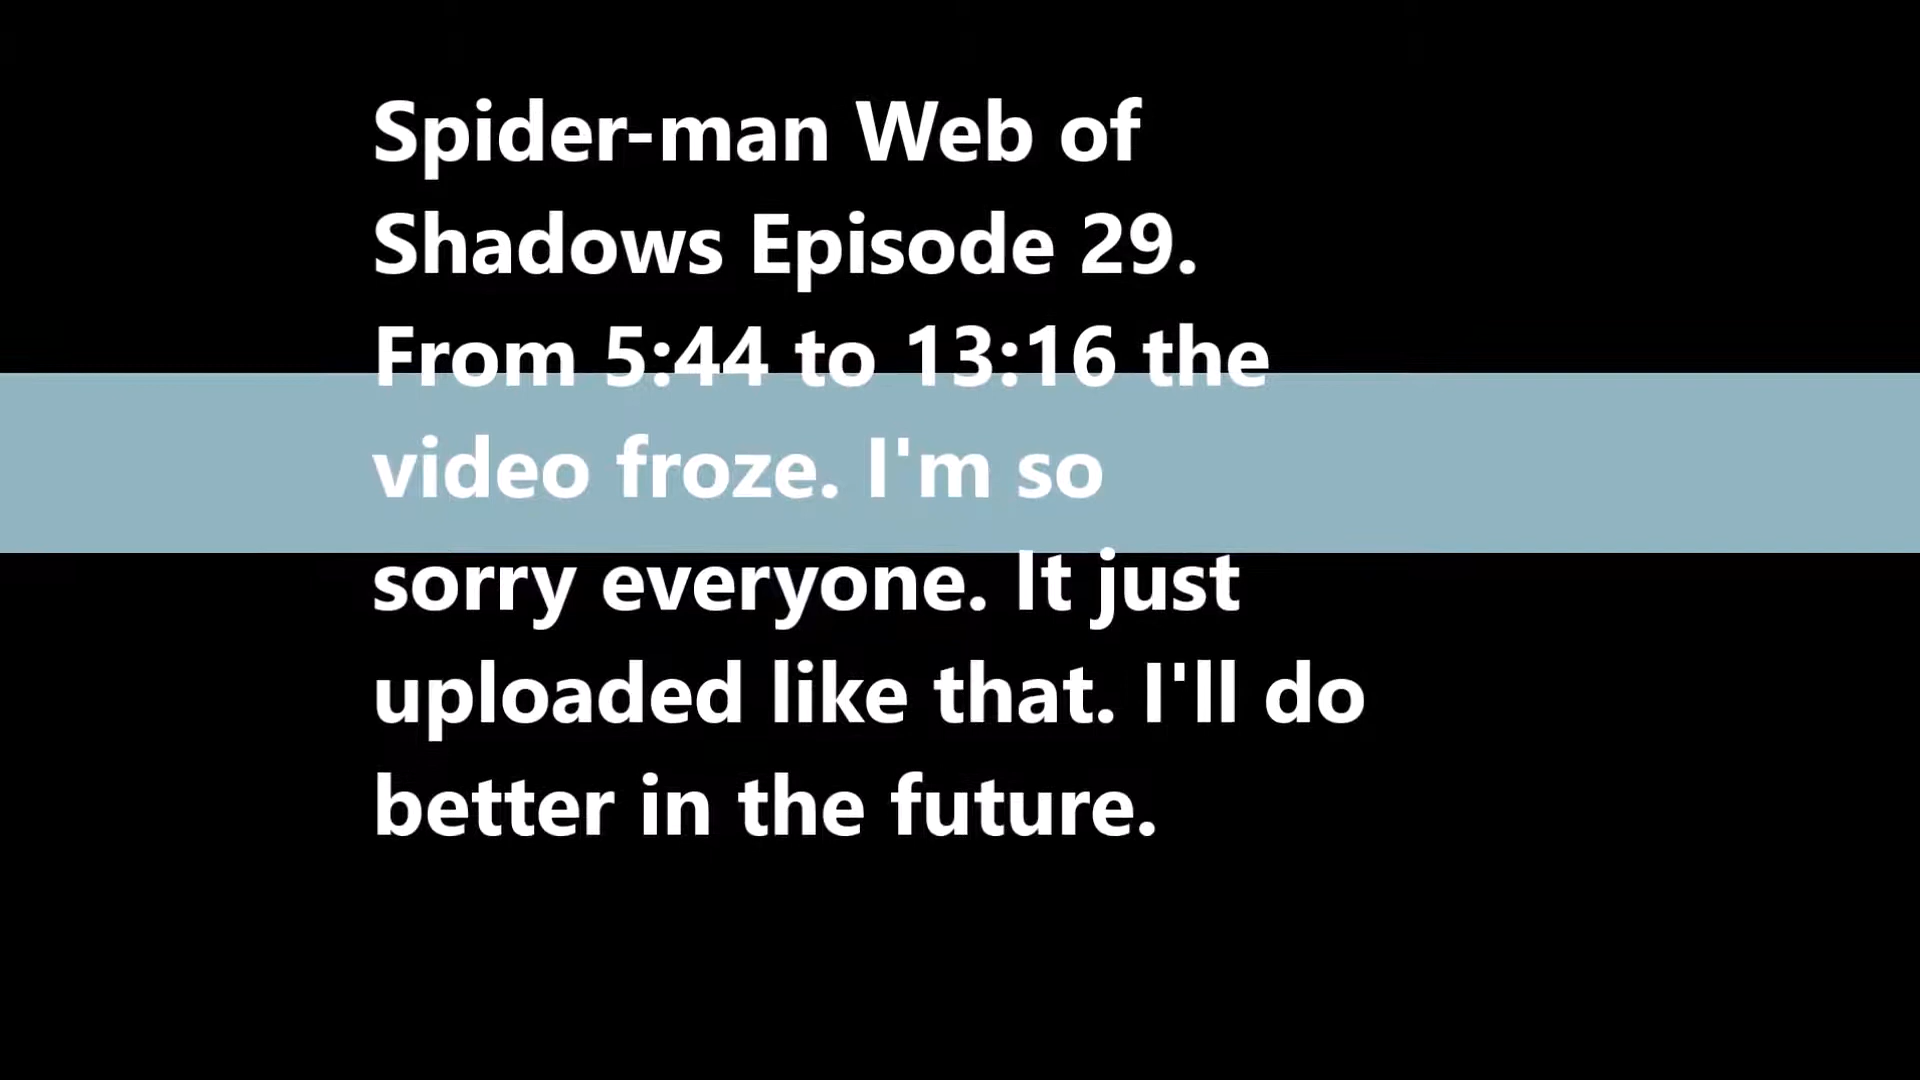 Spider-man Web of
Shadows Episode 29.
From 5:44 to 13:16 the
video froze. I'm so
sorry everyone. It just
uploaded like that. I'll do
better in the future.